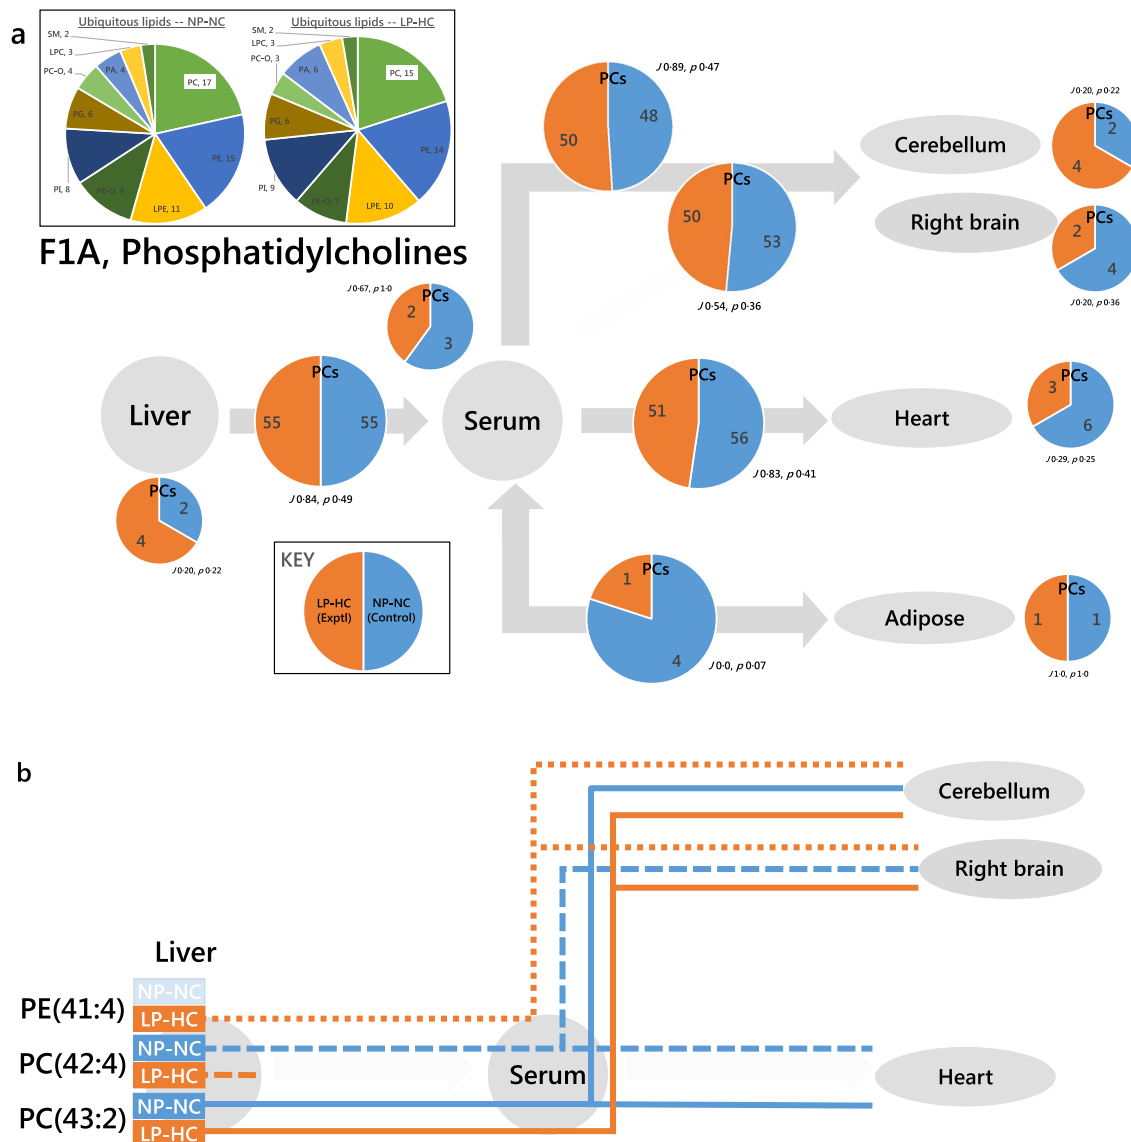 a
Ubiquitous lipids -- NP-NC
SM, 2
LPC, 3
PC-O, 4
PA, 4
PC, 17
PG, 6
PE, 15
PI, 8
PE-O, 9
LPE, 11
Ubiquitous lipids -- LP-HC
SM, 2
LPC, 3
PC-O, 3
PA, 6
PC, 15
PG, 6
PE, 14
PI, 9
PE-O, 7
LPE, 10
F1A, Phosphatidylcholines
PCs
50
48
J 0·89, p 0·47
PCs
50
53
J 0·54, p 0·36
Cerebellum
J 0·20, p 0·22
PCs
2
4
Right brain
PCs
2
4
J 0·20, p 0·36
J 0·67, p 1·0
PCs
2
3
Liver
PCs
55
55
J 0·84, p 0·49
Serum
PCs
51
56
J 0·83, p 0·41
Heart
PCs
3
6
J 0·29, p 0·25
PCs
2
4
J 0·20, p 0·22
KEY
LP-HC
(Exptl)
NP-NC
(Control)
PCs
1
4
J 0·0, p 0·07
Adipose
PCs
1
1
J 1·0, p 1·0
b
Cerebellum
Right brain
Liver
PE(41:4)
NP-NC
LP-HC
PC(42:4)
NP-NC
LP-HC
PC(43:2)
NP-NC
LP-HC
Serum
Heart